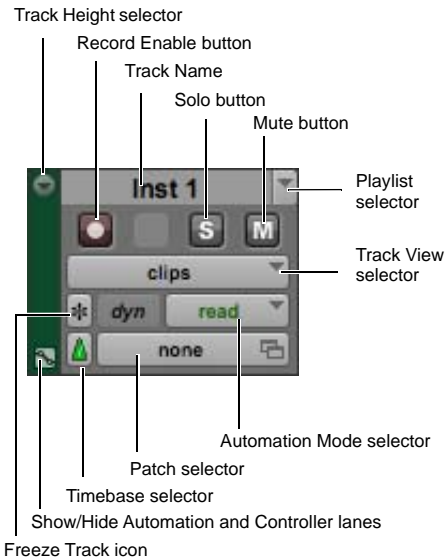 Track Height selector
Record Enable button
Track Name
Solo button
Mute button
Inst 1
Playlist
selector
S M
clips
Track View
selector
dyn read
none
Automation Mode selector
Patch selector
Timebase selector
Show/Hide Automation and Controller lanes
Freeze Track icon